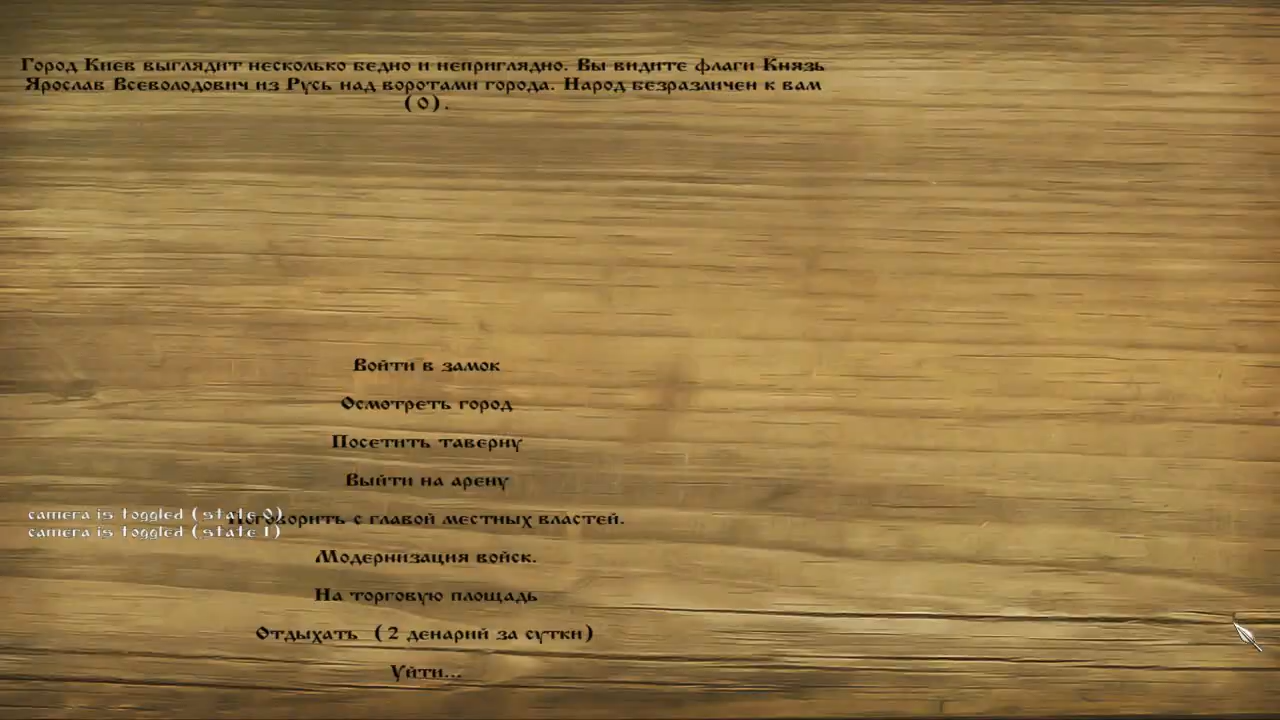 Город Киев выглядит несколько бедно и неприглядно. Вы видите флаги Князь
Ярослав Всеволодович из Русь над воротами города. Народ безразличен к вам
(0).
Войти в замок
Осмотреть город
Посетить таверну
Выйти на арену
camera is toggled (state 0)
Поговорить с главой местных властей.
camera is toggled (state 1)
Модернизация войск.
На торговую площадь
Отдыхать (2 денарий за сутки)
Уйти...